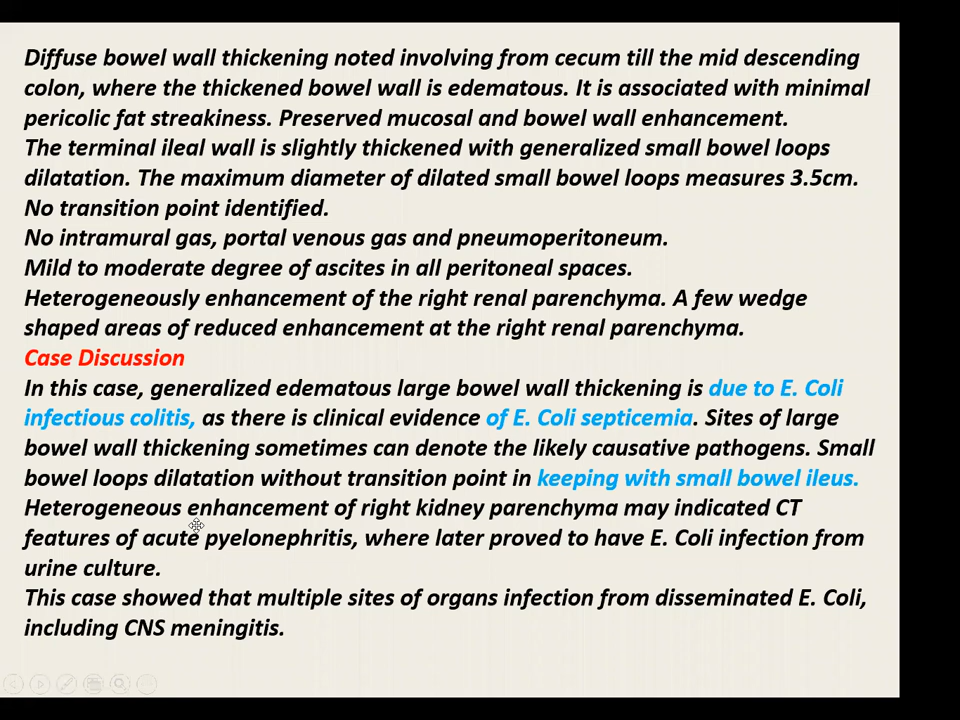 Diffuse bowel wall thickening noted involving from cecum till the mid descending
colon, where the thickened bowel wall is edematous. It is associated with minimal
pericolic fat streakiness. Preserved mucosal and bowel wall enhancement.
The terminal ileal wall is slightly thickened with generalized small bowel loops
dilatation. The maximum diameter of dilated small bowel loops measures 3.5cm.
No transition point identified.
No intramural gas, portal venous gas and pneumoperitoneum.
Mild to moderate degree of ascites in all peritoneal spaces.
Heterogeneously enhancement of the right renal parenchyma. A few wedge
shaped areas of reduced enhancement at the right renal parenchyma.
Case Discussion
In this case, generalized edematous large bowel wall thickening is due to E. Coli
infectious colitis, as there is clinical evidence of E. Coli septicemia. Sites of large
bowel wall thickening sometimes can denote the likely causative pathogens. Small
bowel loops dilatation without transition point in keeping with small bowel ileus.
Heterogeneous enhancement of right kidney parenchyma may indicated CT
features of acute pyelonephritis, where later proved to have E. Coli infection from
urine culture.
This case showed that multiple sites of organs infection from disseminated E. Coli,
including CNS meningitis.